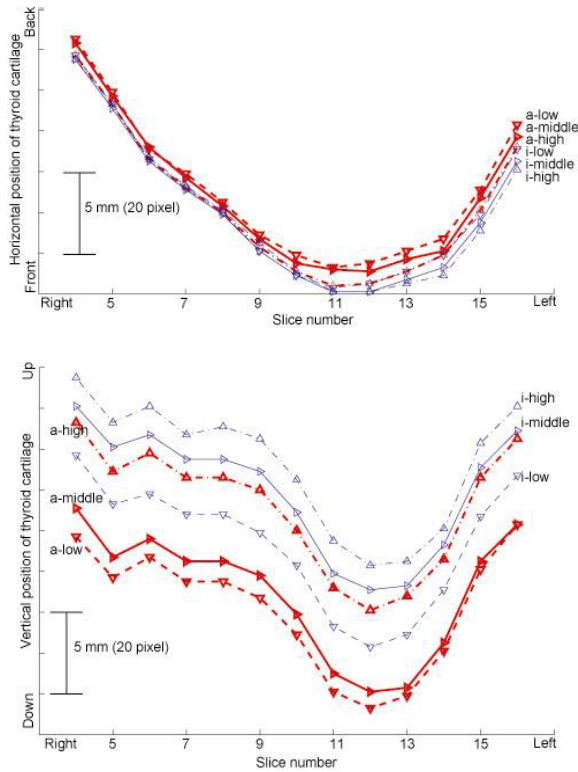 Back
Horizontal position of thyroid cartilage
Front
5 mm (20 pixel)
a-low
a-middle
a-high
i-low
i-middle
i-high
Right 5 7 9 11 13 15 Left
Slice number
Up
Vertical position of thyroid cartilage
Down
a-high
a-middle
a-low
5 mm (20 pixel)
i-high
i-middle
i-low
Right 5 7 9 11 13 15 Left
Slice number